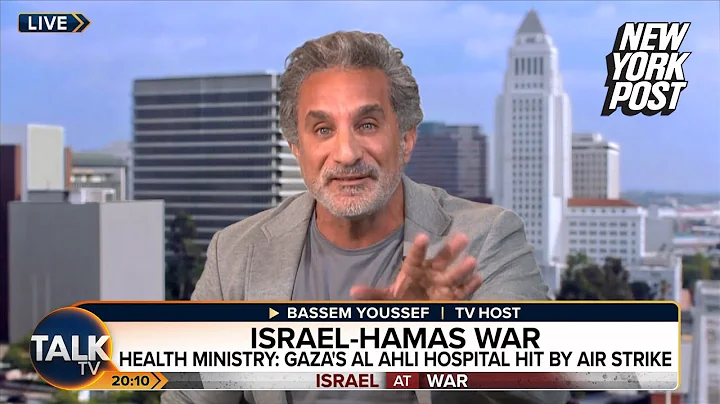 LIVE
NEW
YORK
POST
BASSEM YOUSSEF | TV HOST
ISRAEL-HAMAS WAR
HEALTH MINISTRY: GAZA'S AL AHLI HOSPITAL HIT BY AIR STRIKE
TALK
TV
20:10
ISRAEL AT WAR